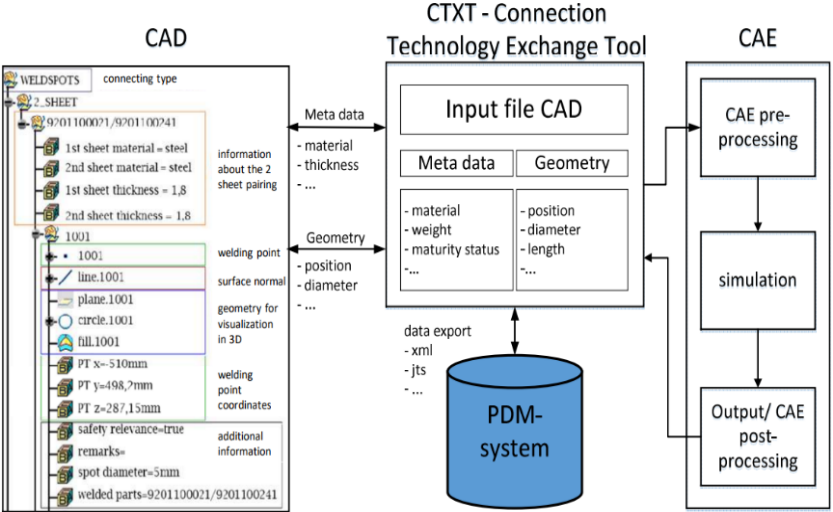 CAD
WELDSPOTS
connecting type
2_SHEET
9201100021/9201100241
1st sheet material = steel
2nd sheet material = steel
1st sheet thickness = 1,8
2nd sheet thickness = 1,8
information
about the 2
sheet pairing
1001
1001
welding point
line.1001
surface normal
plane.1001
circle.1001
fill.1001
geometry for
visualization
in 3D
PT x=-510mm
PT y=498,2mm
PT z=287,15mm
welding
point
coordinates
safety relevance=true
remarks=
spot diameter=5mm
welded parts=9201100021/9201100241
additional
information
Meta data
- material
- thickness
- ...
Geometry
- position
- diameter
- ...
CTXT - Connection
Technology Exchange Tool
Input file CAD
Meta data
- material
- weight
- maturity status
-...
Geometry
- position
- diameter
- length
-...
data export
- xml
- jts
- ...
PDM-
system
CAE
CAE pre-
processing
simulation
Output/ CAE
post-
processing